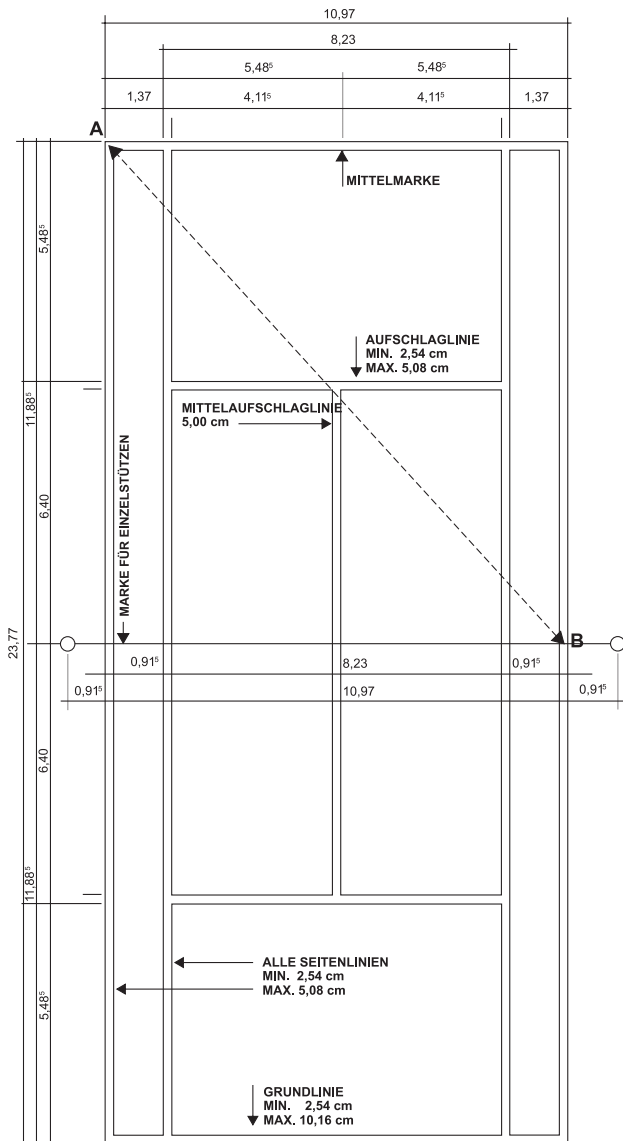 10,97
8,23
5,48⁵ 5,48⁵
1,37 4,11⁵ 4,11⁵ 1,37
A
MITTELMARKE
5,48⁵
AUFSCHLAGLINIE
MIN. 2,54 cm
MAX. 5,08 cm
11,88⁵
MITTELAUFSCHLAGLINIE
5,00 cm
6,40
MARKE FÜR EINZELSTÜTZEN
23,77
B
0,91⁵ 8,23 0,91⁵
0,91⁵ 10,97 0,91⁵
6,40
11,88⁵
ALLE SEITENLINIEN
MIN. 2,54 cm
MAX. 5,08 cm
5,48⁵
GRUNDLINIE
MIN. 2,54 cm
MAX. 10,16 cm